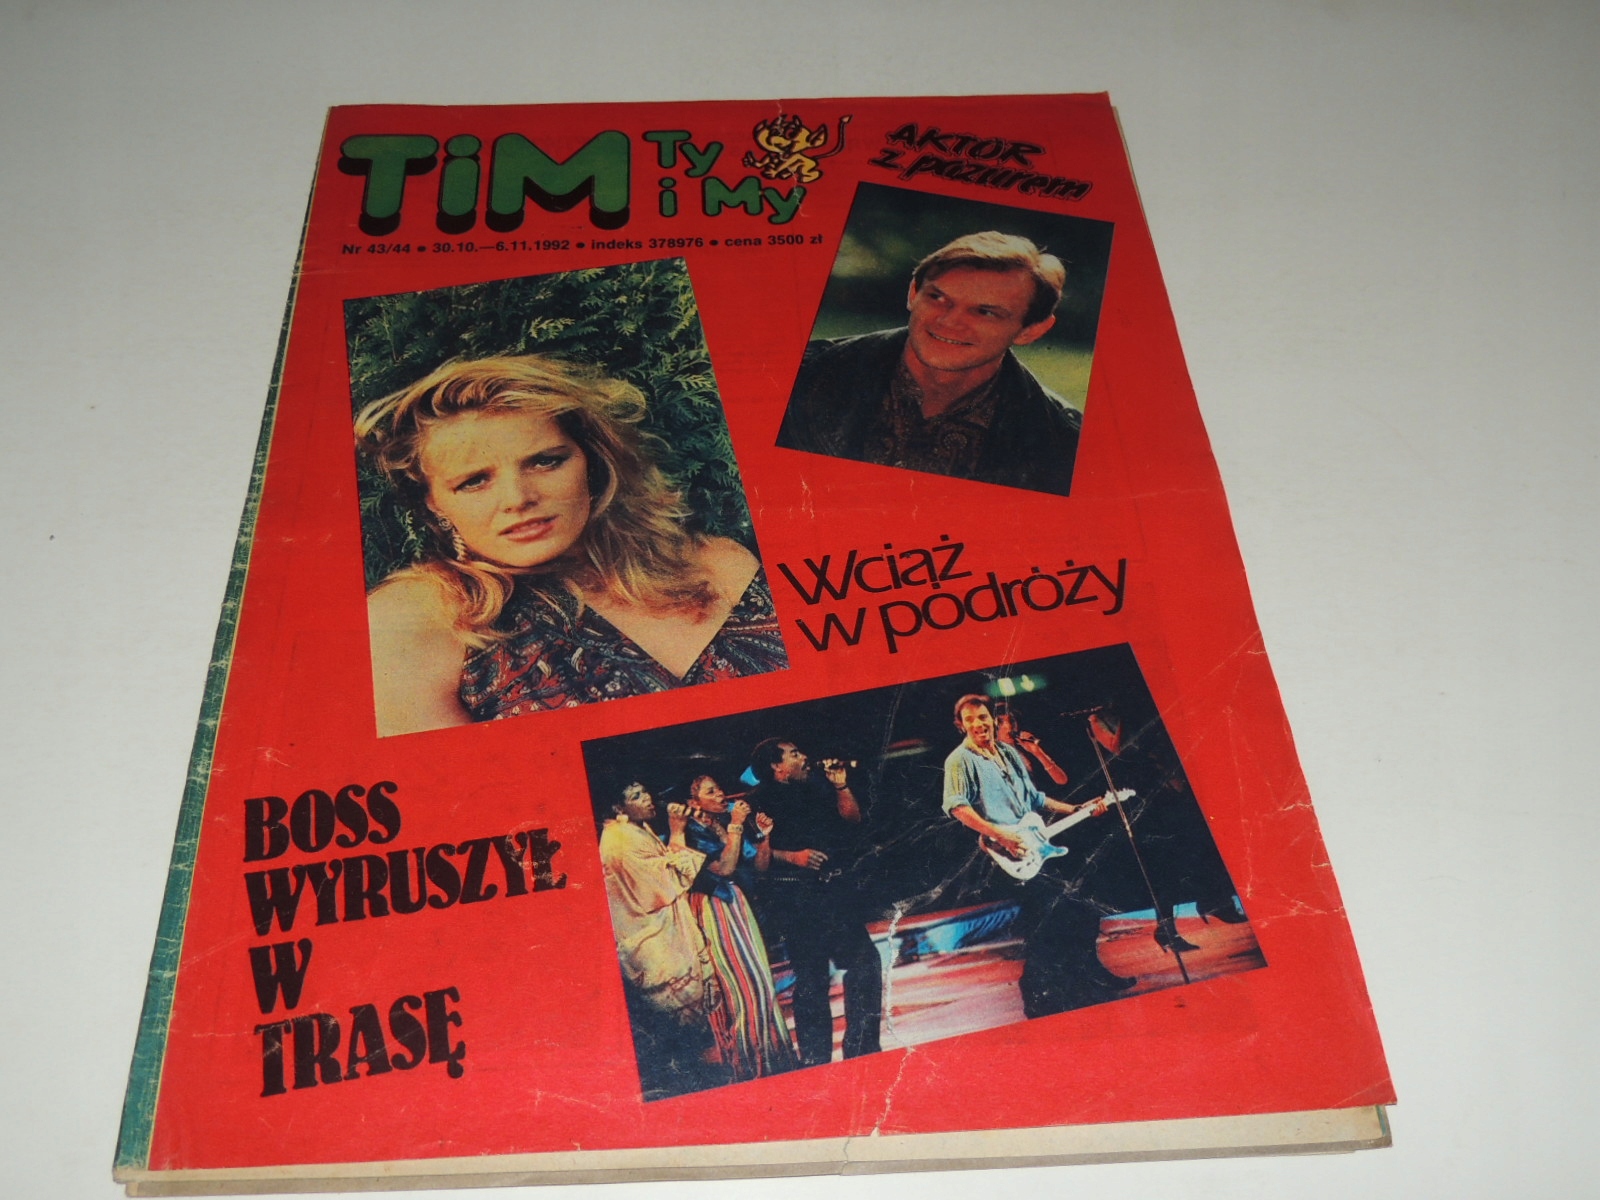 TiM Ty
i My
Nr 43/44 • 30.10.—6.11.1992 • indeks 378976 • cena 3500 zł
AKTOR
z pazurem
Wciąż
w podróży
BOSS
WYRUSZYŁ
W
TRASĘ